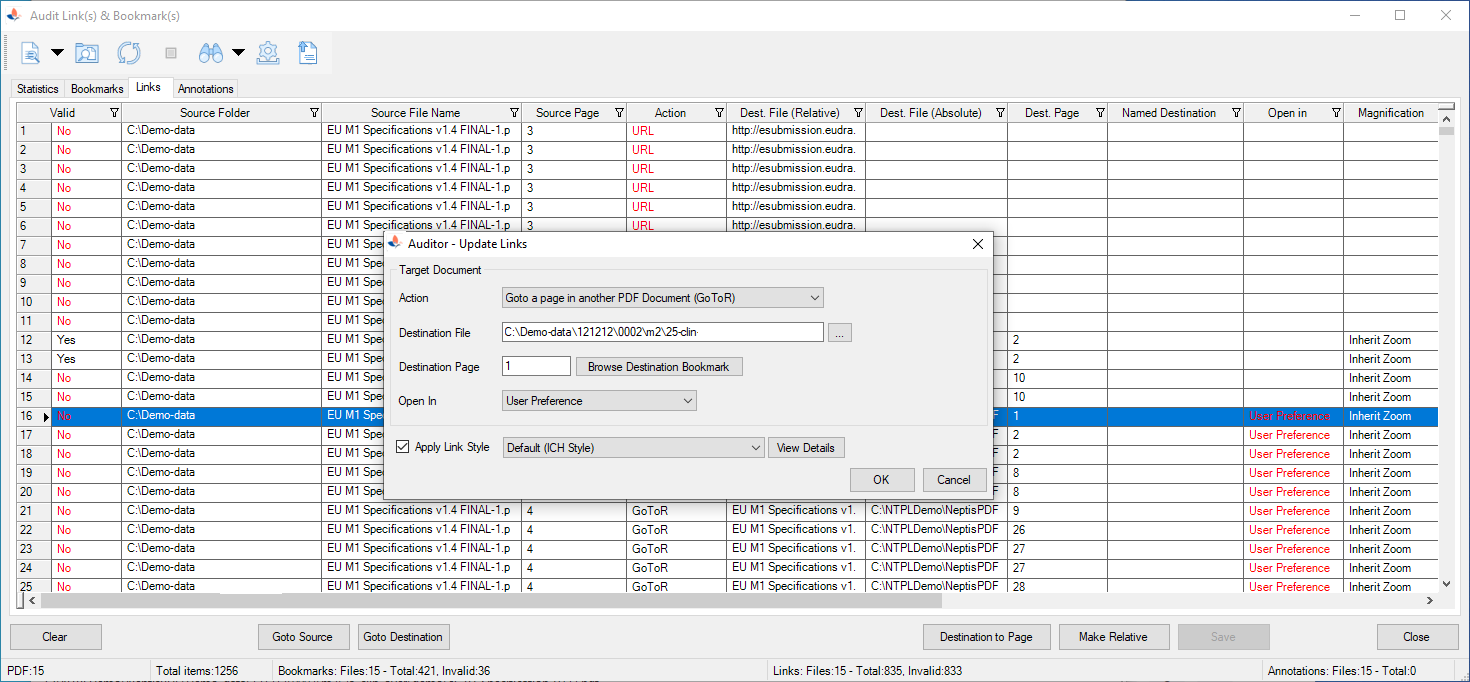 Audit Link(s) & Bookmark(s)
Statistics Bookmarks Links Annotations
Valid Source Folder Source File Name Source Page Action Dest. File (Relative) Dest. File (Absolute) Dest. Page Named Destination Open in Magnification
1 No C:\Demo-data EU M1 Specifications v1.4 FINAL-1.p 3 URL http://esubmission.eudra.
2 No C:\Demo-data EU M1 Specifications v1.4 FINAL-1.p 3 URL http://esubmission.eudra.
3 No C:\Demo-data EU M1 Specifications v1.4 FINAL-1.p 3 URL http://esubmission.eudra.
4 No C:\Demo-data EU M1 Specifications v1.4 FINAL-1.p 3 URL http://esubmission.eudra.
5 No C:\Demo-data EU M1 Specifications v1.4 FINAL-1.p 3 URL http://esubmission.eudra.
6 No C:\Demo-data EU M1 Specifications v1.4 FINAL-1.p 3 URL http://esubmission.eudra.
7 No C:\Demo-data EU M1 Spec
8 No C:\Demo-data EU M1 Spec
9 No C:\Demo-data EU M1 Spec
10 No C:\Demo-data EU M1 Spec
11 No C:\Demo-data EU M1 Spec
12 Yes C:\Demo-data EU M1 Spec 2 Inherit Zoom
13 Yes C:\Demo-data EU M1 Spec 2 Inherit Zoom
14 No C:\Demo-data EU M1 Spec 10 Inherit Zoom
15 No C:\Demo-data EU M1 Spec 10 Inherit Zoom
16 No C:\Demo-data EU M1 Spec F 1 User Preference Inherit Zoom
17 No C:\Demo-data EU M1 Spec F 2 User Preference Inherit Zoom
18 No C:\Demo-data EU M1 Spec F 2 User Preference Inherit Zoom
19 No C:\Demo-data EU M1 Spec F 8 User Preference Inherit Zoom
20 No C:\Demo-data EU M1 Spec F 8 User Preference Inherit Zoom
21 No C:\Demo-data EU M1 Specifications v1.4 FINAL-1.p 4 GoToR EU M1 Specifications v1. C:\NTPLDemo\NeptisPDF 9 User Preference Inherit Zoom
22 No C:\Demo-data EU M1 Specifications v1.4 FINAL-1.p 4 GoToR EU M1 Specifications v1. C:\NTPLDemo\NeptisPDF 26 User Preference Inherit Zoom
23 No C:\Demo-data EU M1 Specifications v1.4 FINAL-1.p 4 GoToR EU M1 Specifications v1. C:\NTPLDemo\NeptisPDF 27 User Preference Inherit Zoom
24 No C:\Demo-data EU M1 Specifications v1.4 FINAL-1.p 4 GoToR EU M1 Specifications v1. C:\NTPLDemo\NeptisPDF 27 User Preference Inherit Zoom
25 No C:\Demo-data EU M1 Specifications v1.4 FINAL-1.p 4 GoToR EU M1 Specifications v1. C:\NTPLDemo\NeptisPDF 28 User Preference Inherit Zoom
Auditor - Update Links
Target Document
Action Goto a page in another PDF Document (GoToR)
Destination File C:\Demo-data\121212\0002\m2\25-clin ...
Destination Page 1 Browse Destination Bookmark
Open In User Preference
Apply Link Style Default (ICH Style) View Details
OK Cancel
Clear Goto Source Goto Destination Destination to Page Make Relative Save Close
PDF:15 Total items:1256 Bookmarks: Files:15 - Total:421, Invalid:36 Links: Files:15 - Total:835, Invalid:833 Annotations: Files:15 - Total:0